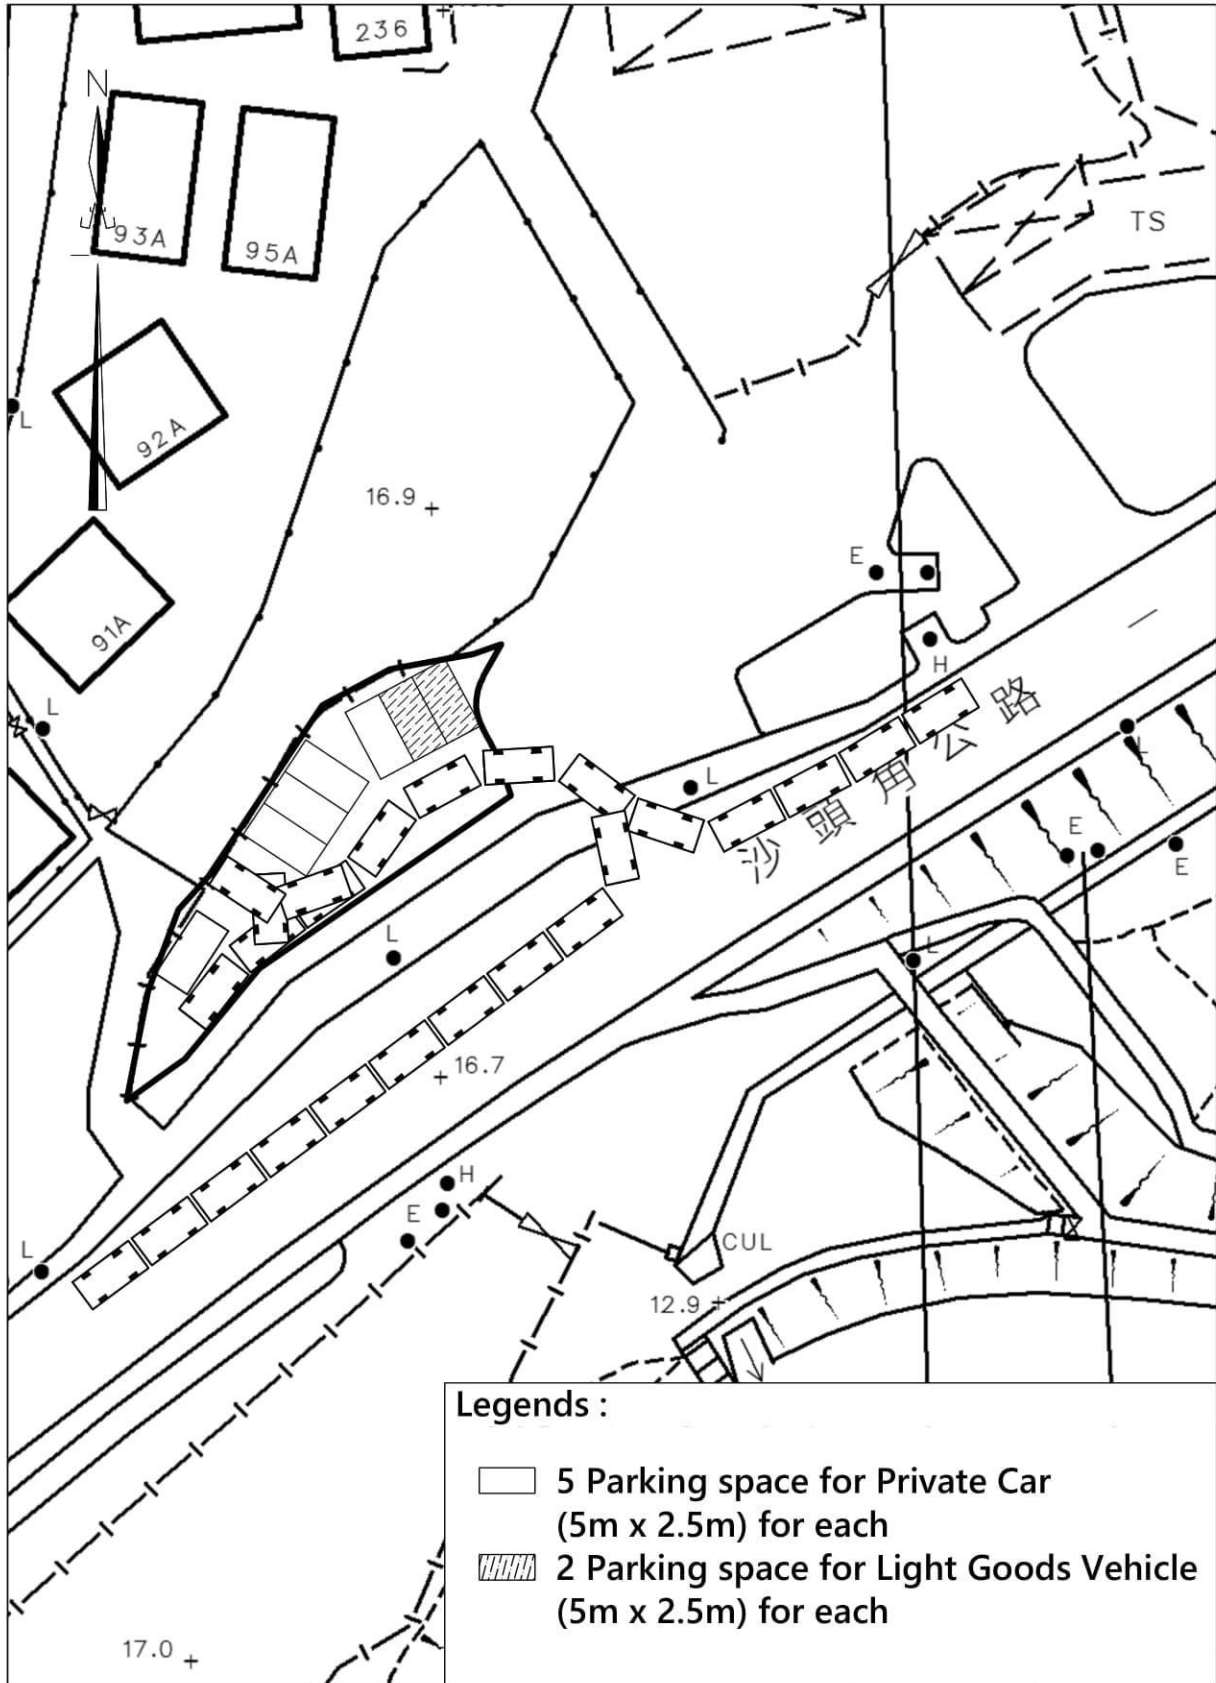 236
N
93A
95A
TS
92A
L
16.9
E
91A
H
L
路
公
角
頭
沙
L
L
E
E
L
L
16.7
H
E
L
CUL
12.9
Legends :
5 Parking space for Private Car
(5m x 2.5m) for each
2 Parking space for Light Goods Vehicle
(5m x 2.5m) for each
17.0